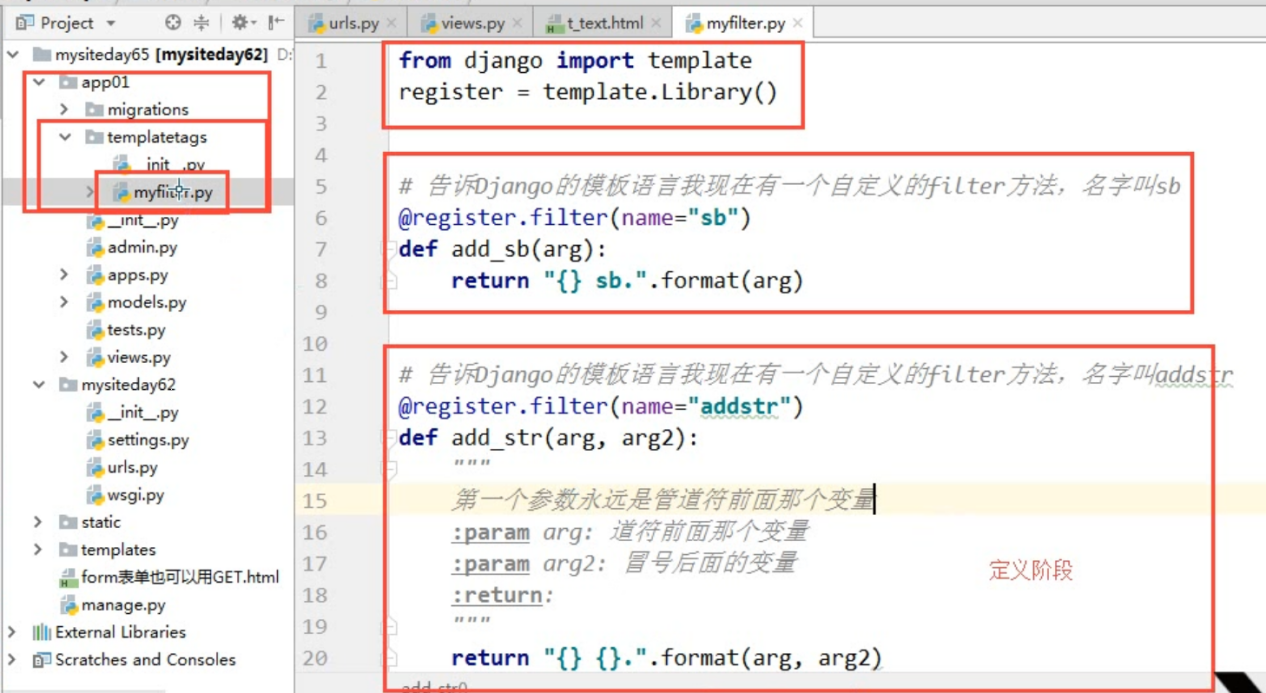 Project
urls.py
views.py
t_text.html
myfilter.py
mysiteday65 [mysiteday62] D:
app01
migrations
templatetags
__init__.py
myfilter.py
__init__.py
admin.py
apps.py
models.py
tests.py
views.py
mysiteday62
__init__.py
settings.py
urls.py
wsgi.py
static
templates
form表单也可以用GET.html
manage.py
External Libraries
Scratches and Consoles
1 from django import template
2 register = template.Library()
3
4
5 # 告诉Django的模板语言我现在有一个自定义的filter方法，名字叫sb
6 @register.filter(name="sb")
7 def add_sb(arg):
8 return "{} sb.".format(arg)
9
10
11 # 告诉Django的模板语言我现在有一个自定义的filter方法，名字叫addstr
12 @register.filter(name="addstr")
13 def add_str(arg, arg2):
14 """
15 第一个参数永远是管道符前面那个变量
16 :param arg: 道符前面那个变量
17 :param arg2: 冒号后面的变量
18 :return:
19 """
20 return "{} {}.".format(arg, arg2)
定义阶段
add_str()